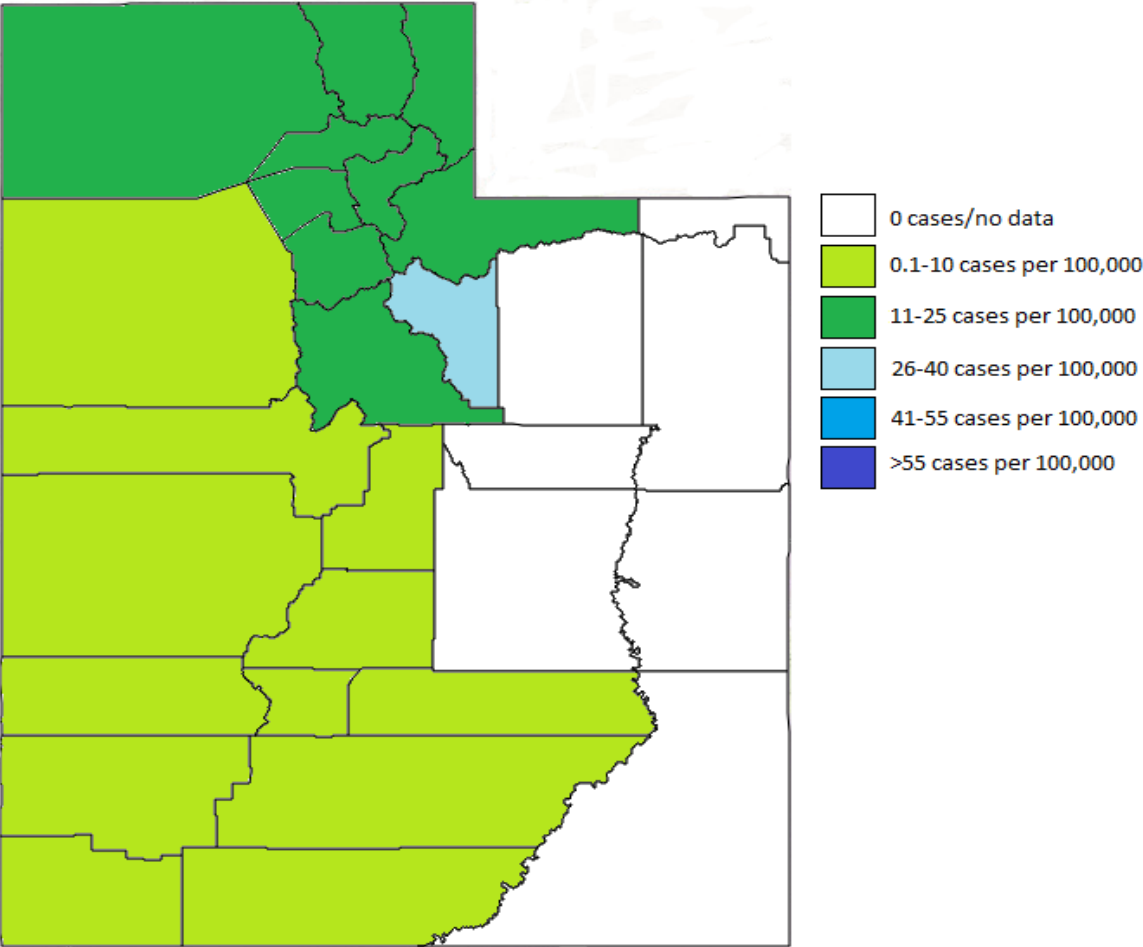 0 cases/no data
0.1-10 cases per 100,000
11-25 cases per 100,000
26-40 cases per 100,000
41-55 cases per 100,000
>55 cases per 100,000